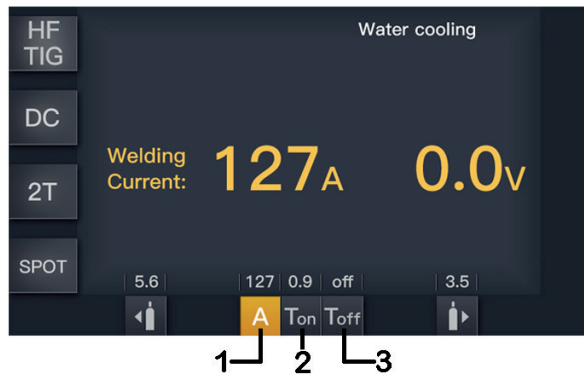 HF
TIG
Water cooling
DC
Welding
Current:
127A
0.0V
2T
SPOT
5.6
127
0.9
off
3.5
A
Ton
Toff
1
2
3